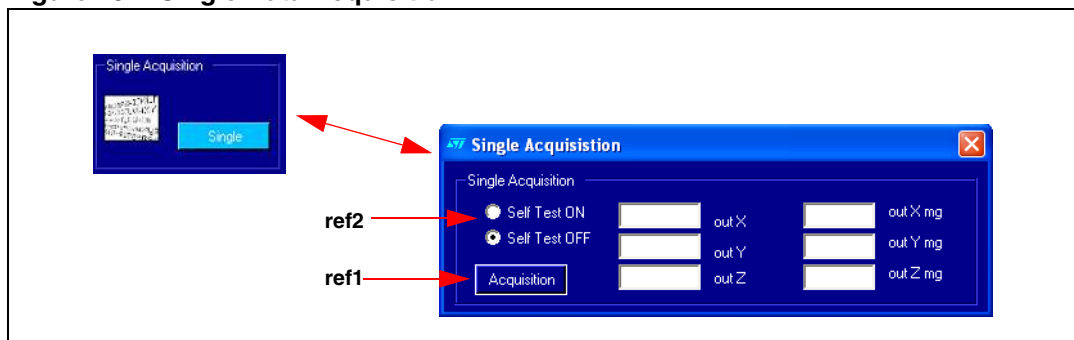 Single Acquisition
Single
Single Acquisistion
Single Acquisition
Self Test ON
Self Test OFF
Acquisition
out X
out Y
out Z
out X mg
out Y mg
out Z mg
ref2
ref1